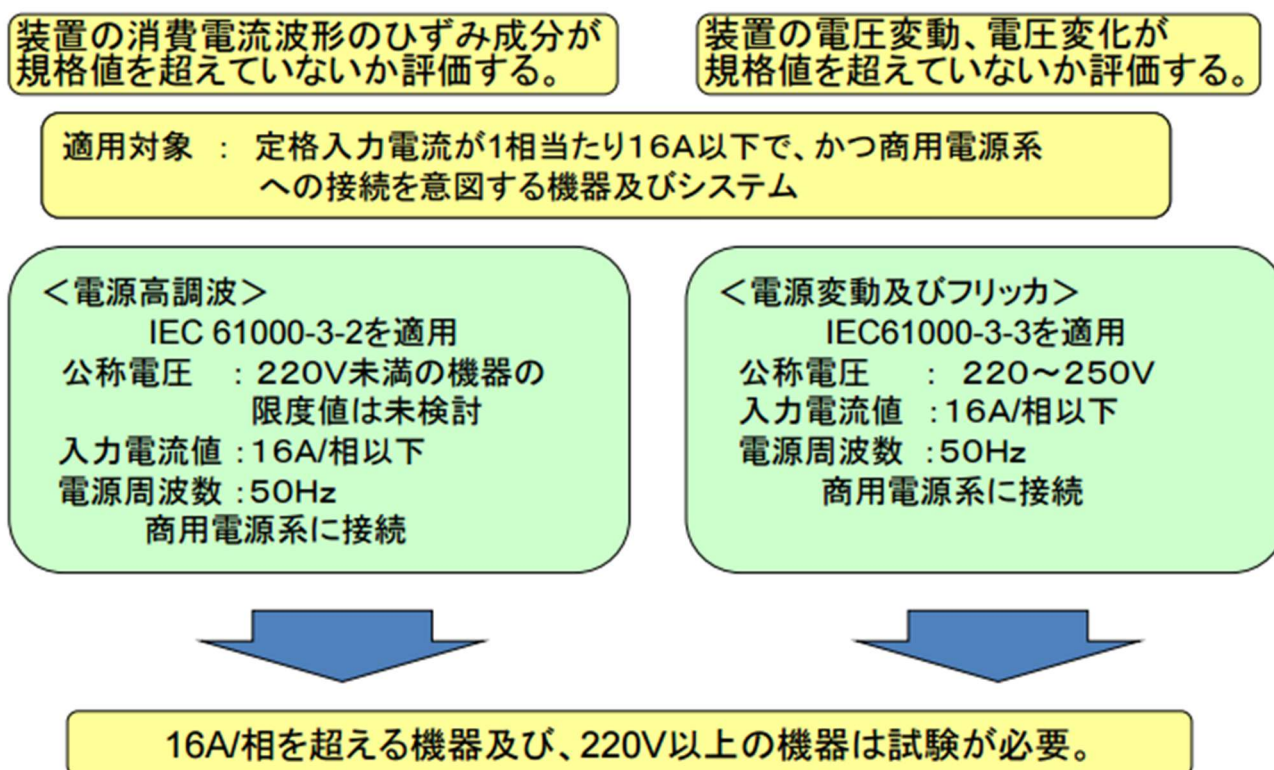 装置の消費電流波形のひずみ成分が
規格値を超えていないか評価する。
装置の電圧変動、電圧変化が
規格値を超えていないか評価する。
適用対象 : 定格入力電流が1相当たり16A以下で、かつ商用電源系
への接続を意図する機器及びシステム
＜電源高調波＞
IEC 61000-3-2を適用
公称電圧 : 220V未満の機器の
限度値は未検討
入力電流値 :16A/相以下
電源周波数 :50Hz
商用電源系に接続
＜電源変動及びフリッカ＞
IEC61000-3-3を適用
公称電圧 : 220～250V
入力電流値 :16A/相以下
電源周波数 :50Hz
商用電源系に接続
16A/相を超える機器及び、220V以上の機器は試験が必要。